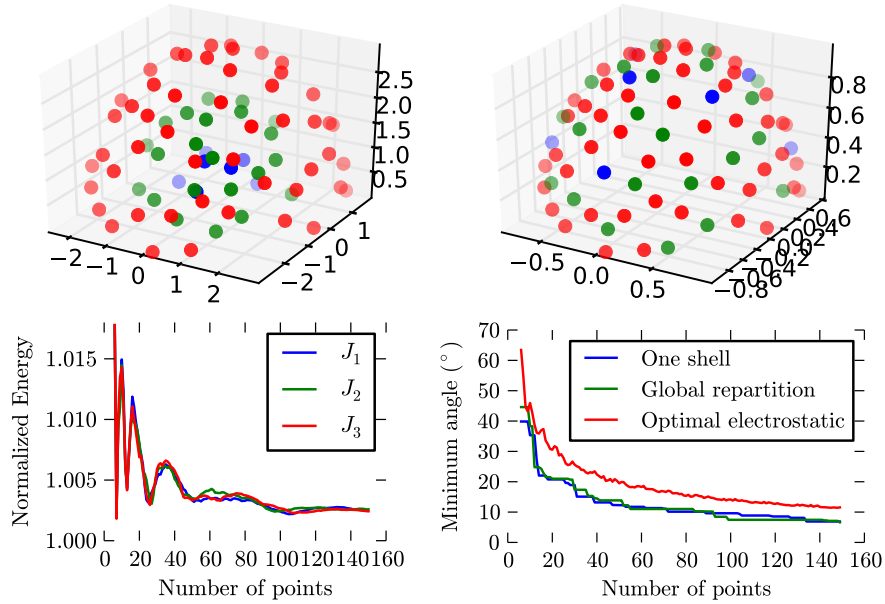 2.5
2.0
1.5
1.0
0.5
−2
−1
0
1
2
−2
−1
0
1
0.8
0.6
0.4
0.2
−0.5
0.0
0.5
Normalized Energy
1.015
1.010
1.005
1.000
J1
J2
J3
0 20 40 60 80 100 120 140 160
Number of points
Minimum angle (°)
70
60
50
40
30
20
10
0
One shell
Global repartition
Optimal electrostatic
0 20 40 60 80 100 120 140 160
Number of points